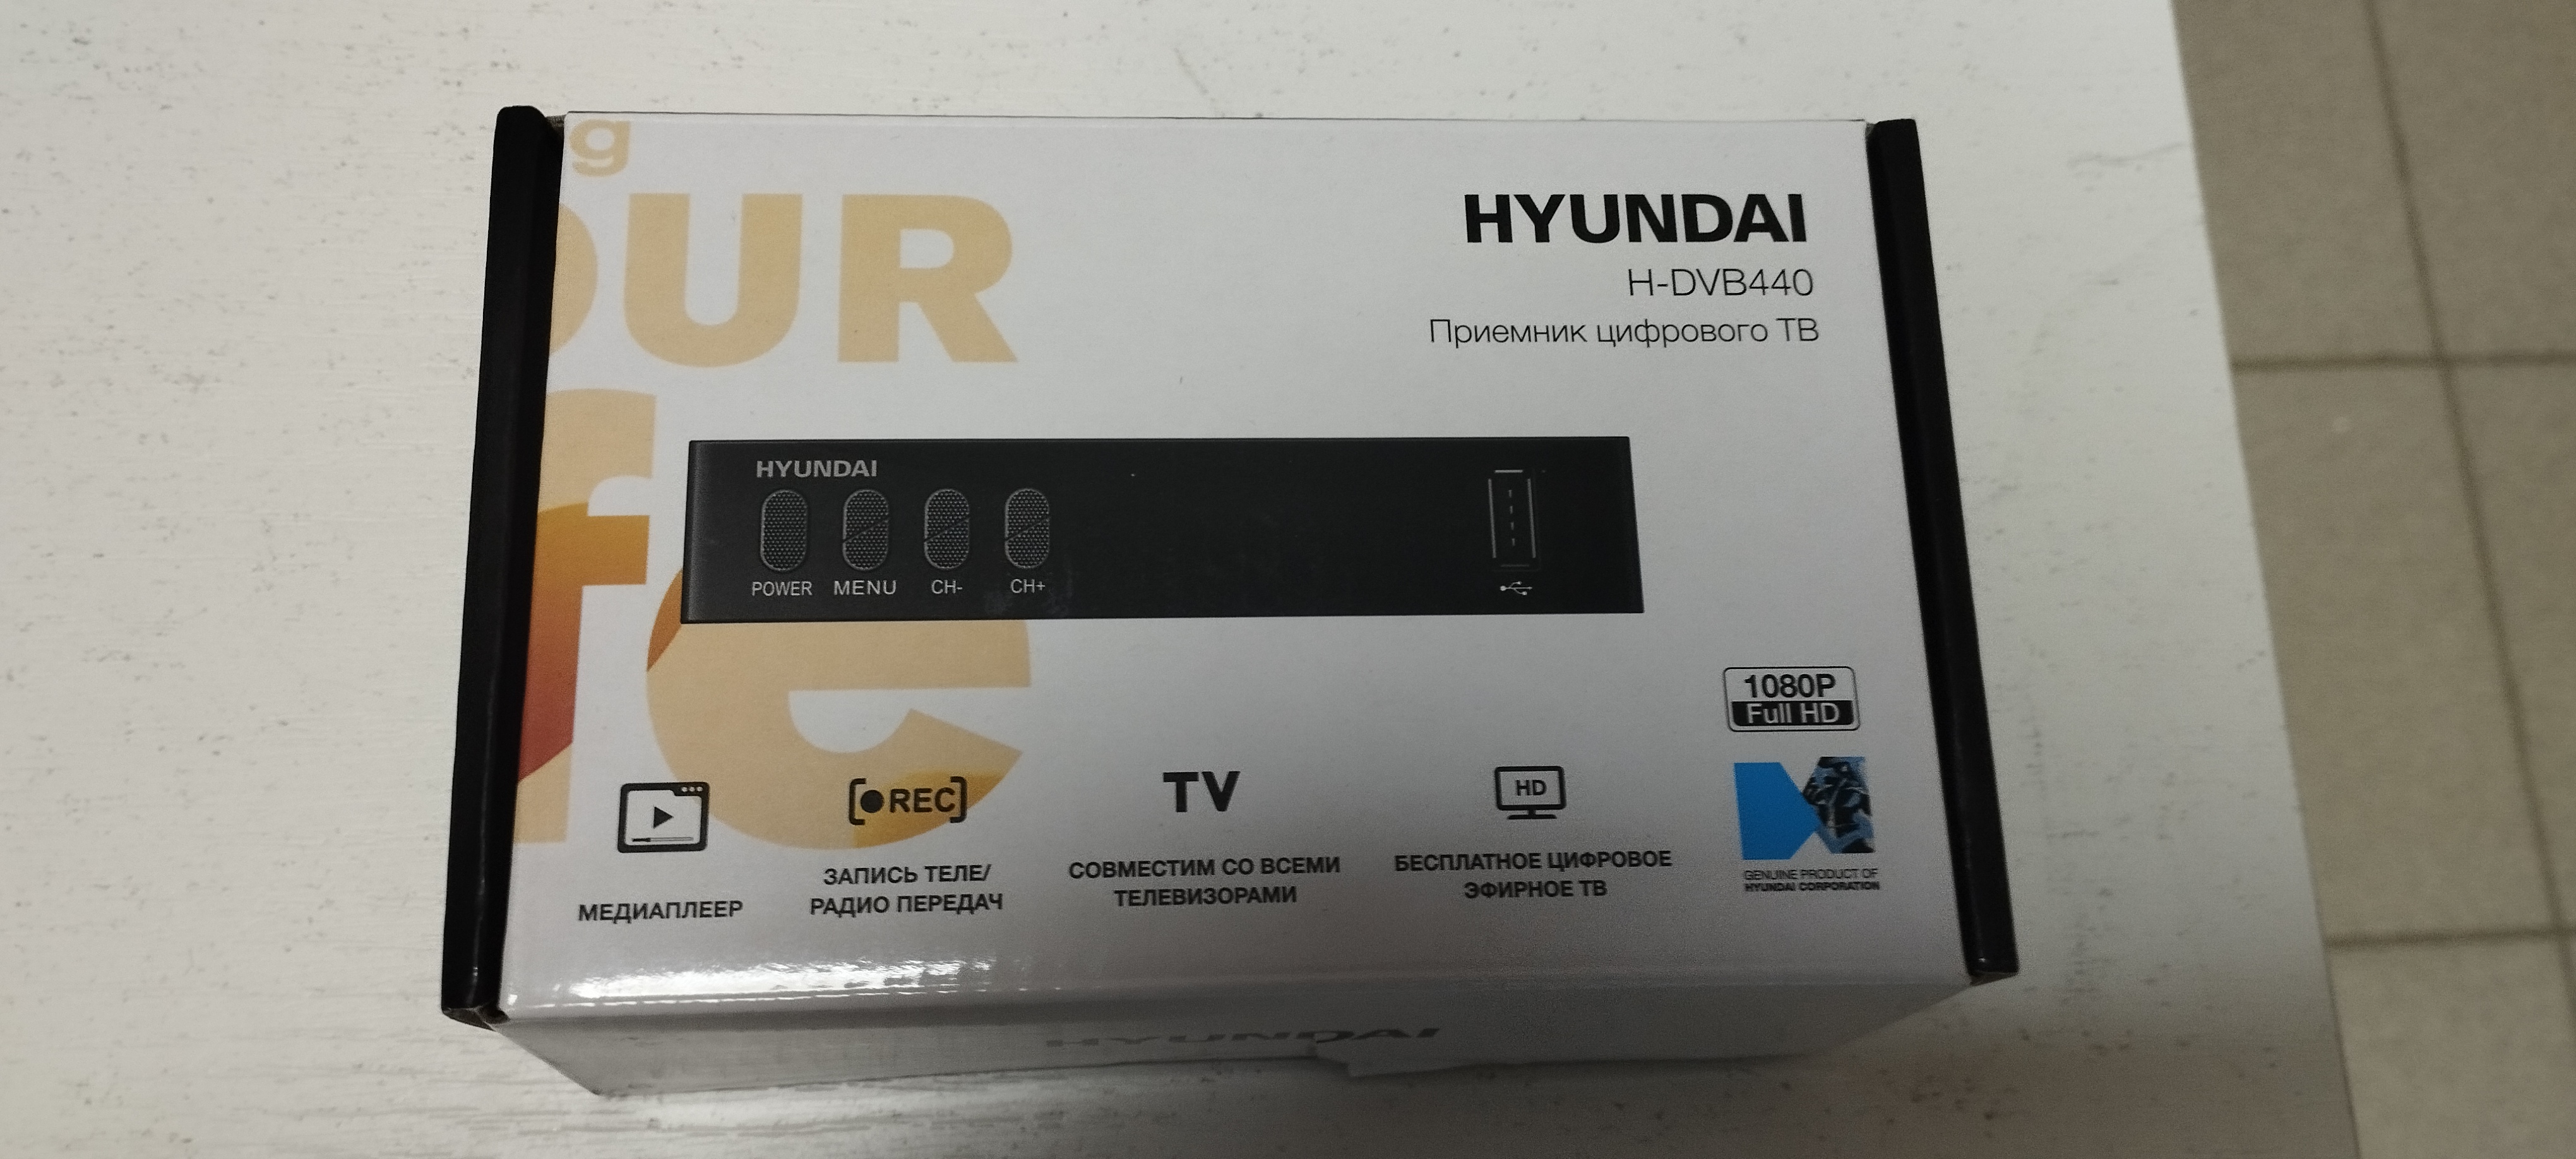 g
OUR
fe
HYUNDAI
H-DVB440
Приемник цифрового ТВ
HYUNDAI
POWER MENU CH- CH+
1080P
Full HD
[●REC]
TV
HD
МЕДИАПЛЕЕР
ЗАПИСЬ ТЕЛЕ/
РАДИО ПЕРЕДАЧ
СОВМЕСТИМ СО ВСЕМИ
ТЕЛЕВИЗОРАМИ
БЕСПЛАТНОЕ ЦИФРОВОЕ
ЭФИРНОЕ ТВ
GENUINE PRODUCT OF
HYUNDAI CORPORATION
HYUNDAI